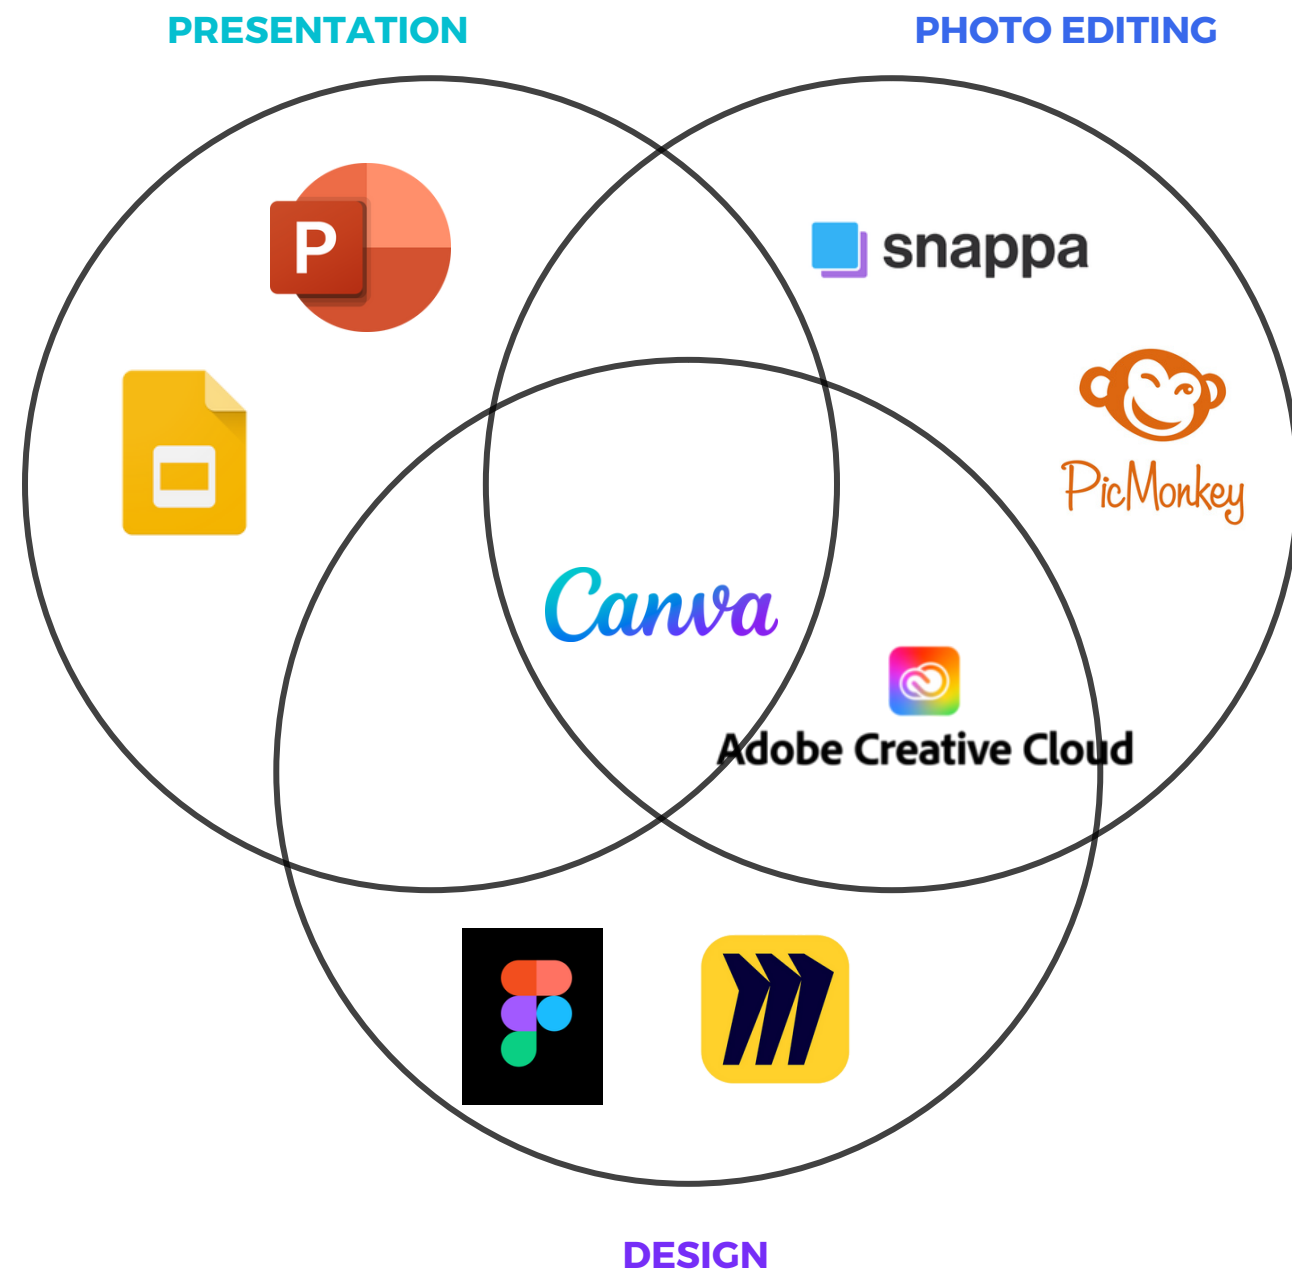 PRESENTATION
PHOTO EDITING
P
snappa
PicMonkey
Canva
Adobe Creative Cloud
DESIGN